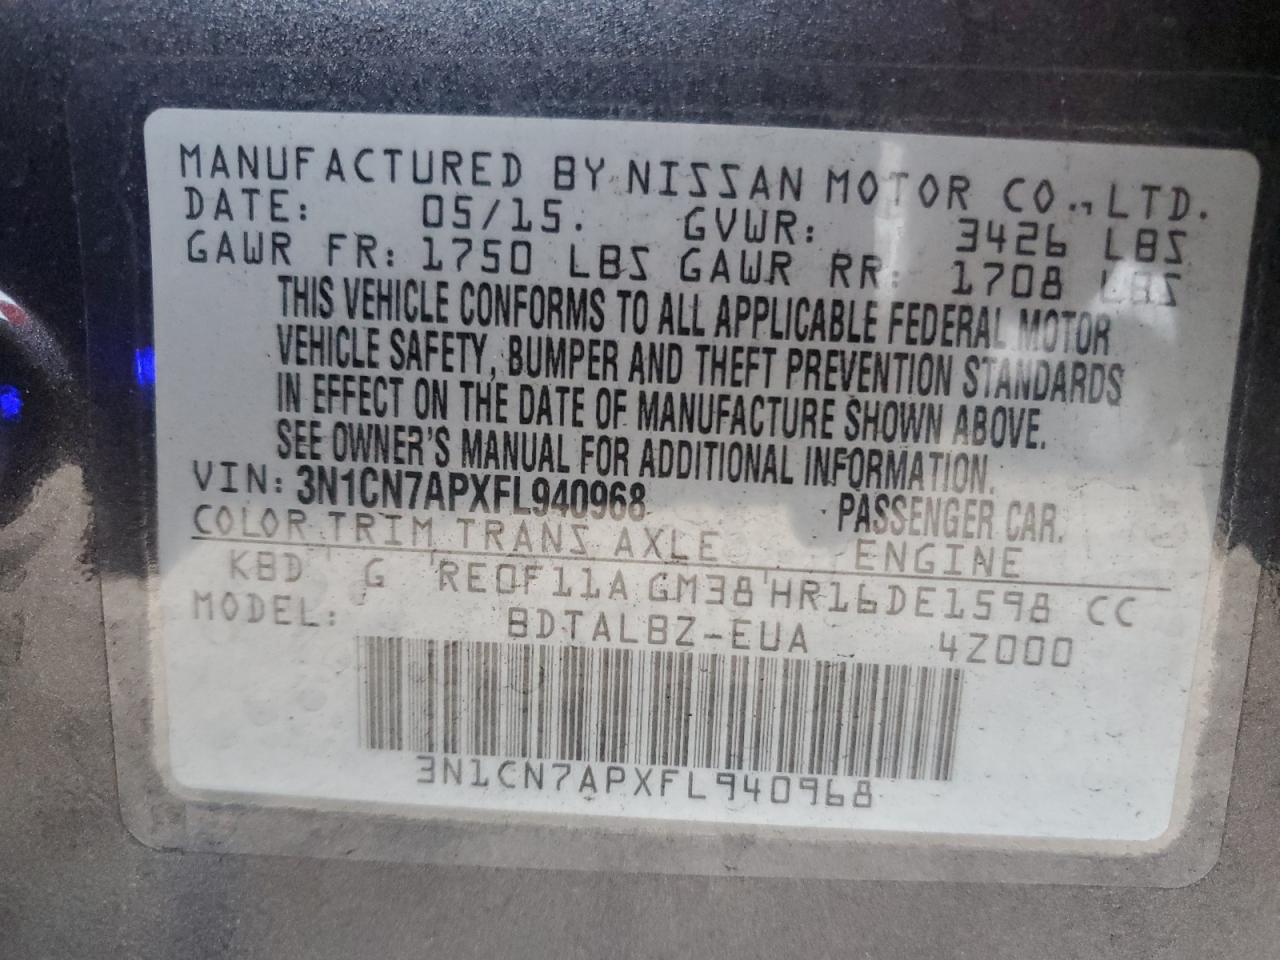 MANUFACTURED BY NISSAN MOTOR CO., LTD.
DATE: 05/15. GVWR: 3426 LBS
GAWR FR: 1750 LBS GAWR RR: 1708 LBS
THIS VEHICLE CONFORMS TO ALL APPLICABLE FEDERAL MOTOR
VEHICLE SAFETY, BUMPER AND THEFT PREVENTION STANDARDS
IN EFFECT ON THE DATE OF MANUFACTURE SHOWN ABOVE.
SEE OWNER'S MANUAL FOR ADDITIONAL INFORMATION.
VIN: 3N1CN7APXFL940968 PASSENGER CAR.
COLOR TRIM TRANS AXLE ENGINE
KBD G RE0F11A GM38 HR16DE1598 CC
MODEL: BDTALBZ-EUA 4Z000
3N1CN7APXFL940968